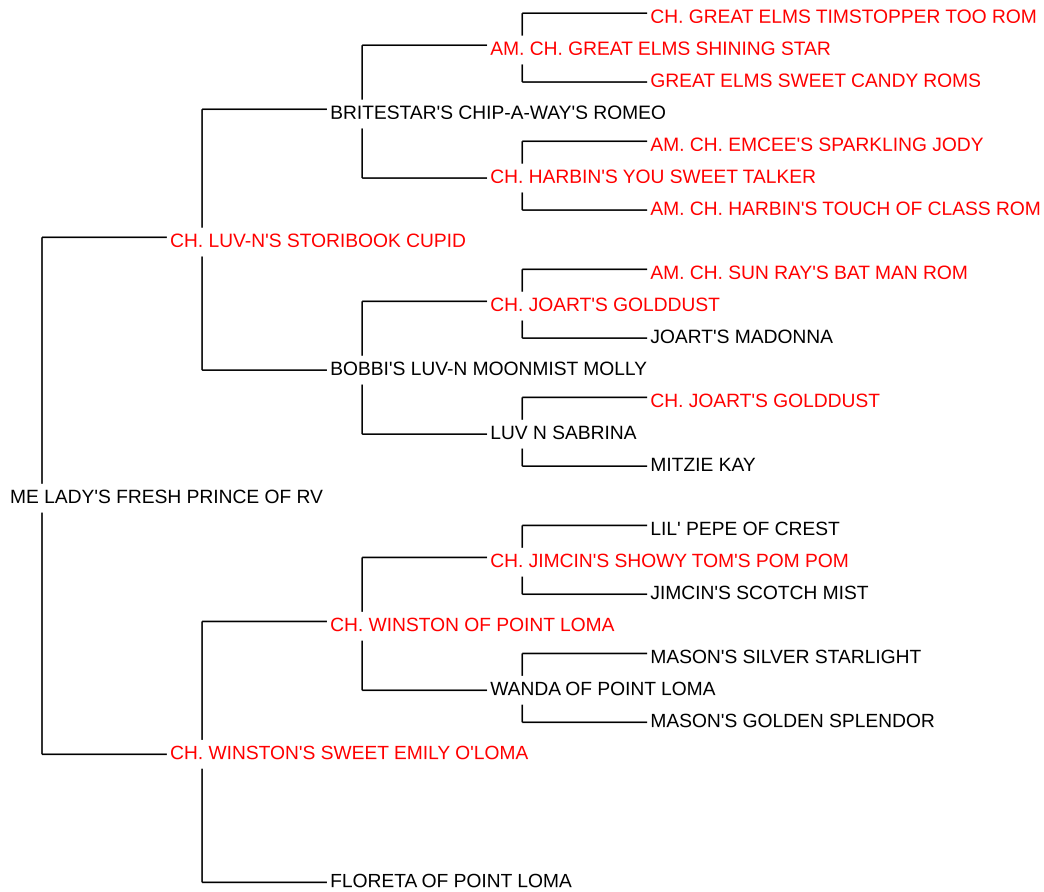 CH. GREAT ELMS TIMSTOPPER TOO ROM
AM. CH. GREAT ELMS SHINING STAR
GREAT ELMS SWEET CANDY ROMS
BRITESTAR'S CHIP-A-WAY'S ROMEO
AM. CH. EMCEE'S SPARKLING JODY
CH. HARBIN'S YOU SWEET TALKER
AM. CH. HARBIN'S TOUCH OF CLASS ROM
CH. LUV-N'S STORIBOOK CUPID
AM. CH. SUN RAY'S BAT MAN ROM
CH. JOART'S GOLDDUST
JOART'S MADONNA
BOBBI'S LUV-N MOONMIST MOLLY
CH. JOART'S GOLDDUST
LUV N SABRINA
MITZIE KAY
ME LADY'S FRESH PRINCE OF RV
LIL' PEPE OF CREST
CH. JIMCIN'S SHOWY TOM'S POM POM
JIMCIN'S SCOTCH MIST
CH. WINSTON OF POINT LOMA
MASON'S SILVER STARLIGHT
WANDA OF POINT LOMA
MASON'S GOLDEN SPLENDOR
CH. WINSTON'S SWEET EMILY O'LOMA
FLORETA OF POINT LOMA